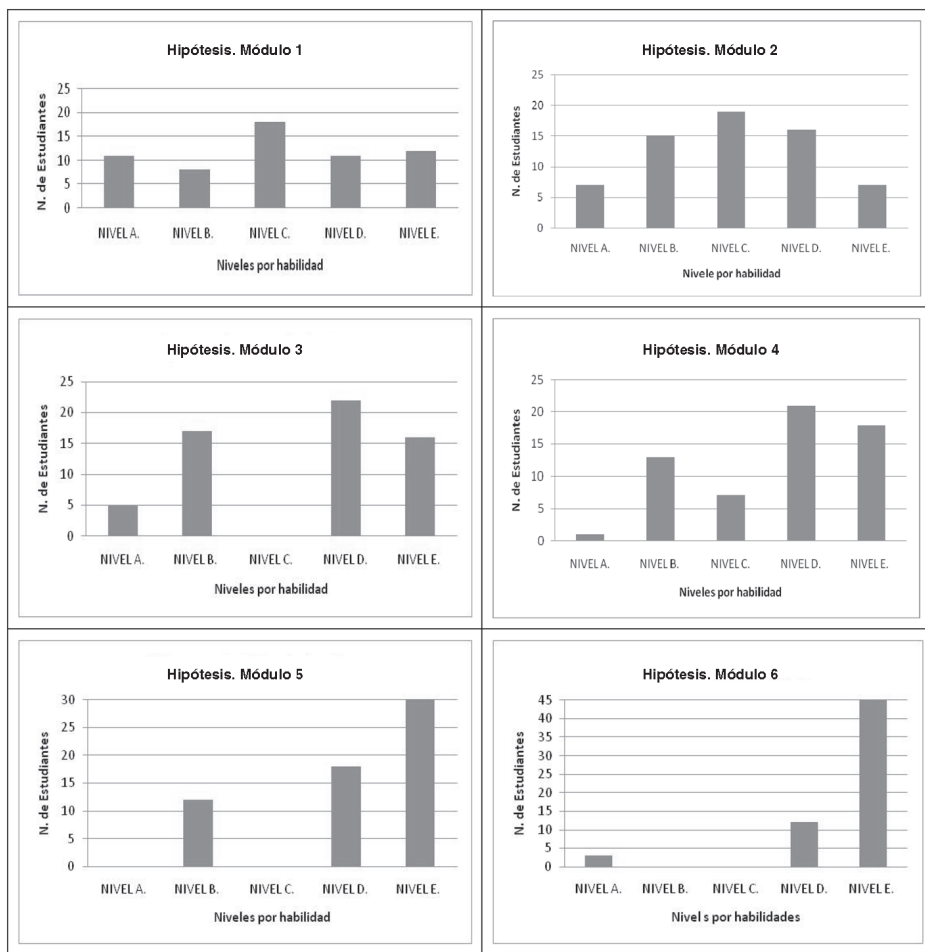 Hipótesis. Módulo 1
N. de Estudiantes
25
20
15
10
5
0
NIVEL A. NIVEL B. NIVEL C. NIVEL D. NIVEL E.
Niveles por habilidad
Hipótesis. Módulo 2
N. de Estudiantes
25
20
15
10
5
0
NIVEL A. NIVEL B. NIVEL C. NIVEL D. NIVEL E.
Nivele por habilidad
Hipótesis. Módulo 3
N. de Estudiantes
25
20
15
10
5
0
NIVEL A. NIVEL B. NIVEL C. NIVEL D. NIVEL E.
Niveles por habilidad
Hipótesis. Módulo 4
N. de Estudiantes
25
20
15
10
5
0
NIVEL A. NIVEL B. NIVEL C. NIVEL D. NIVEL E.
Niveles por habilidad
Hipótesis. Módulo 5
N. de Estudiantes
30
25
20
15
10
5
0
NIVEL A. NIVEL B. NIVEL C. NIVEL D. NIVEL E.
Niveles por habilidad
Hipótesis. Módulo 6
N. de Estudiantes
45
40
35
30
25
20
15
10
5
0
NIVEL A. NIVEL B. NIVEL C. NIVEL D. NIVEL E.
Nivel s por habilidades